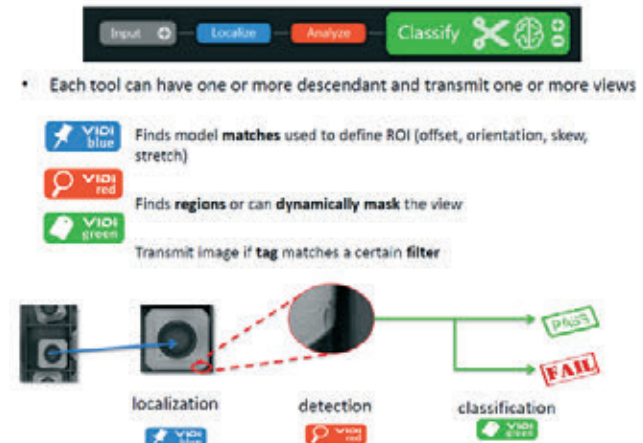 Input
Localize
Analyze
Classify
• Each tool can have one or more descendant and transmit one or more views
VIDI blue
Finds model matches used to define ROI (offset, orientation, skew,
stretch)
VIDI red
Finds regions or can dynamically mask the view
VIDI green
Transmit image if tag matches a certain filter
PASS
FAIL
localization
detection
classification
VIDI blue
VIDI red
VIDI green